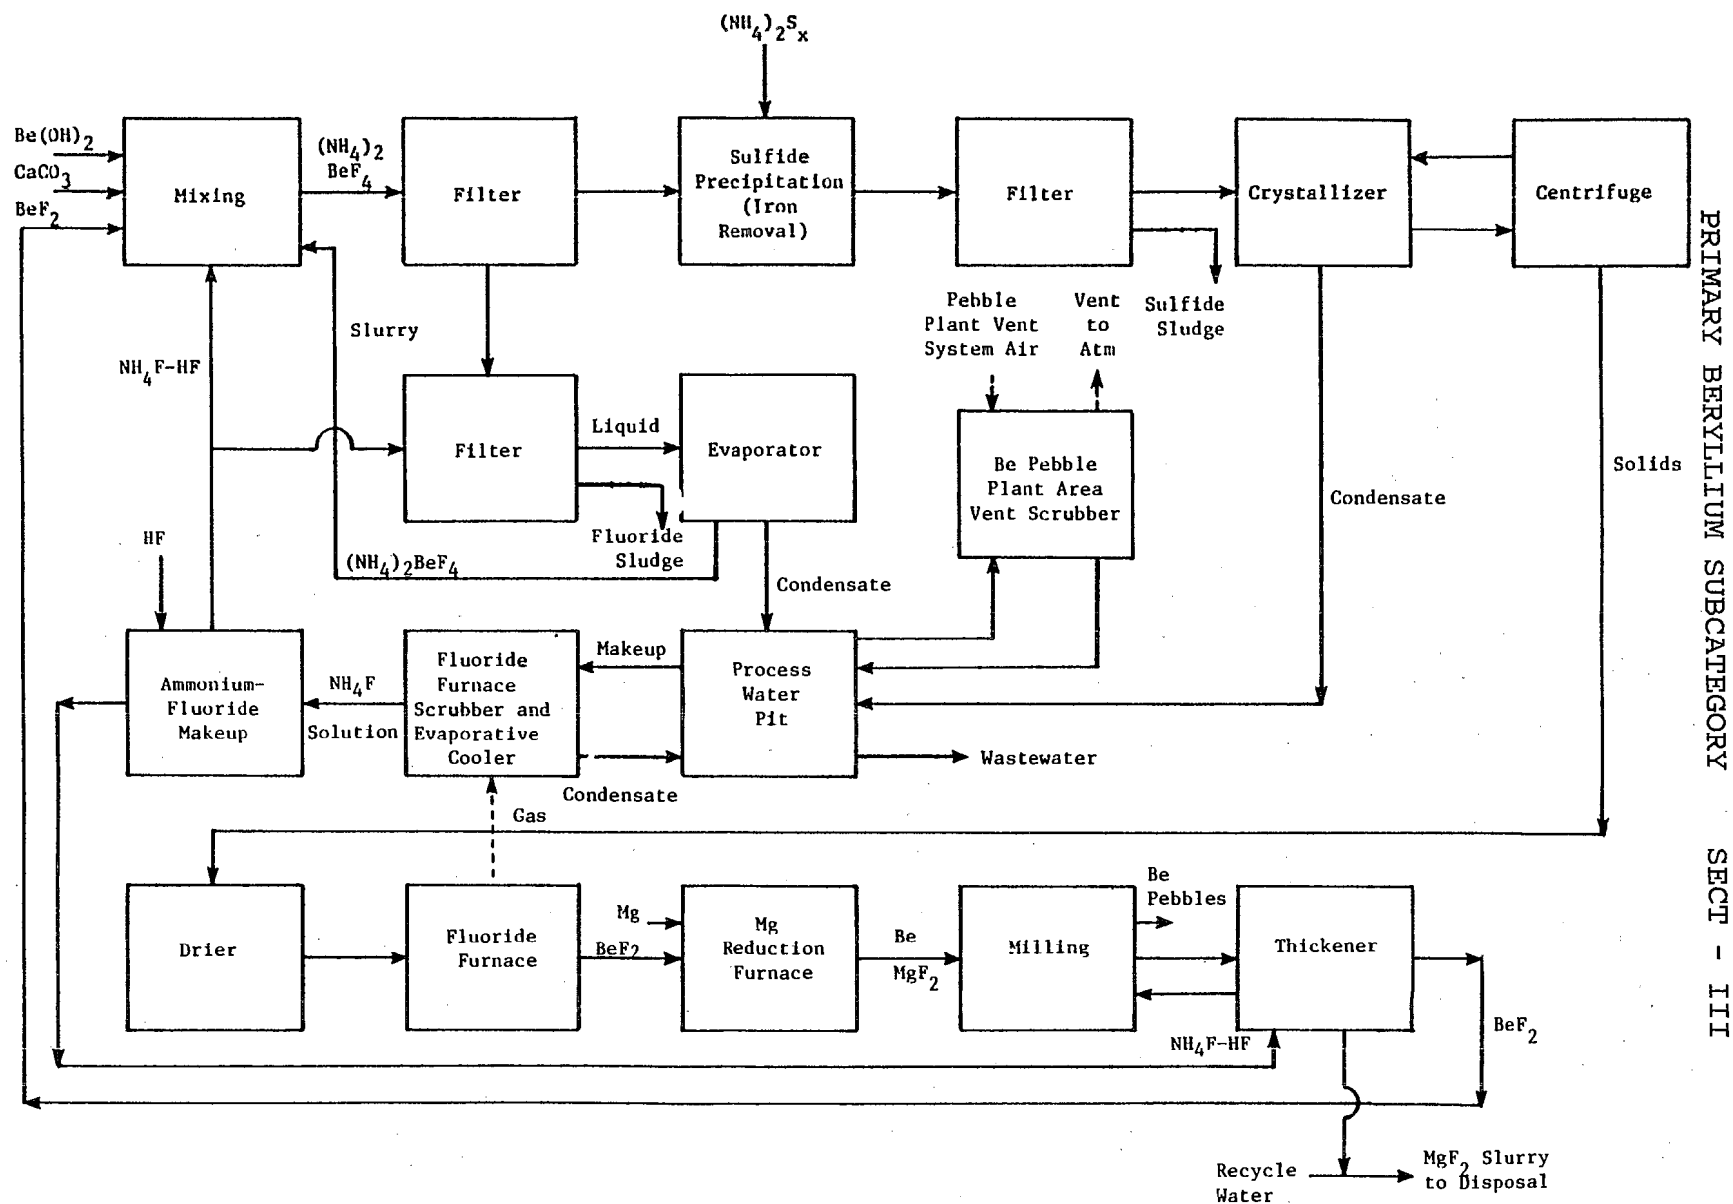 (NH4)2Sx
Be(OH)2
CaCO3
BeF2
Mixing
(NH4)2
BeF4
Filter
Sulfide
Precipitation
(Iron
Removal)
Filter
Crystallizer
Centrifuge
Sulfide
Sludge
Slurry
NH4F-HF
Pebble
Plant Vent
System Air
Vent
to
Atm
Filter
Liquid
Evaporator
Be Pebble
Plant Area
Vent Scrubber
Condensate
Solids
Fluoride
Sludge
HF
(NH4)2BeF4
Condensate
Ammonium-
Fluoride
Makeup
NH4F
Solution
Fluoride
Furnace
Scrubber and
Evaporative
Cooler
Makeup
Condensate
Process
Water
Pit
Wastewater
Gas
Drier
Fluoride
Furnace
Mg
BeF2
Mg
Reduction
Furnace
Be
MgF2
Milling
Be
Pebbles
Thickener
NH4F-HF
BeF2
Recycle
Water
MgF2 Slurry
to Disposal
PRIMARY BERYLLIUM SUBCATEGORY SECT - III